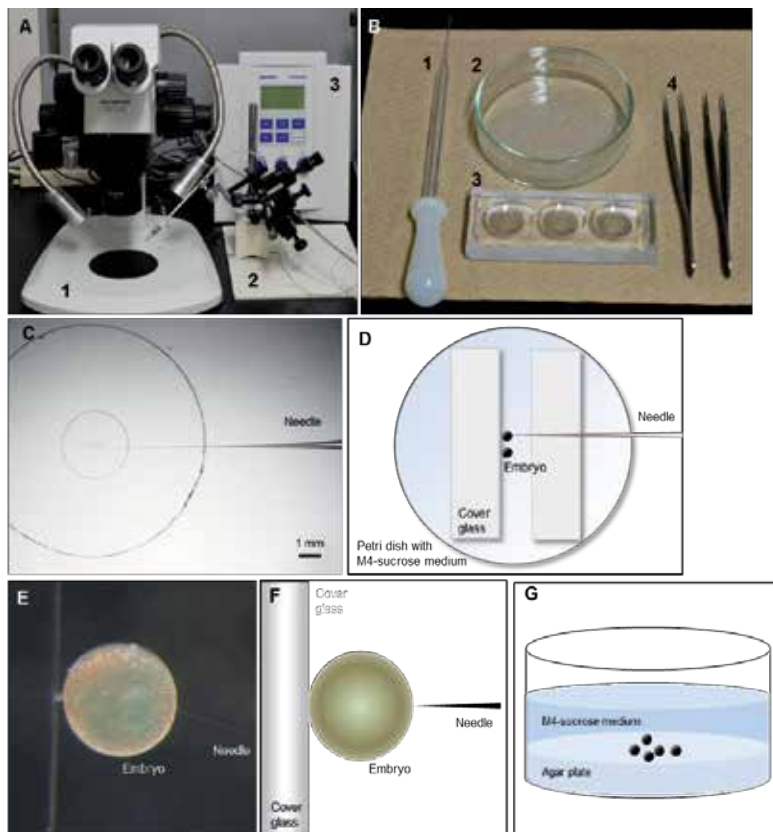 A
3
1
2
B
1
2
4
3
C
Needle
1 mm
D
Needle
Embryo
Cover
glass
Petri dish with
M4-sucrose medium
E
Needle
Embryo
F
Cover
glass
Needle
Embryo
Cover
glass
G
M4-sucrose medium
Agar plate